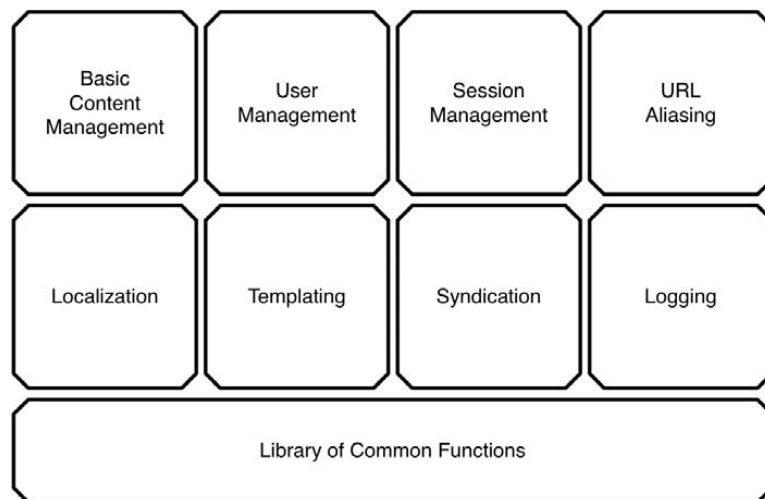 Basic
Content
Management
User
Management
Session
Management
URL
Aliasing
Localization
Templating
Syndication
Logging
Library of Common Functions